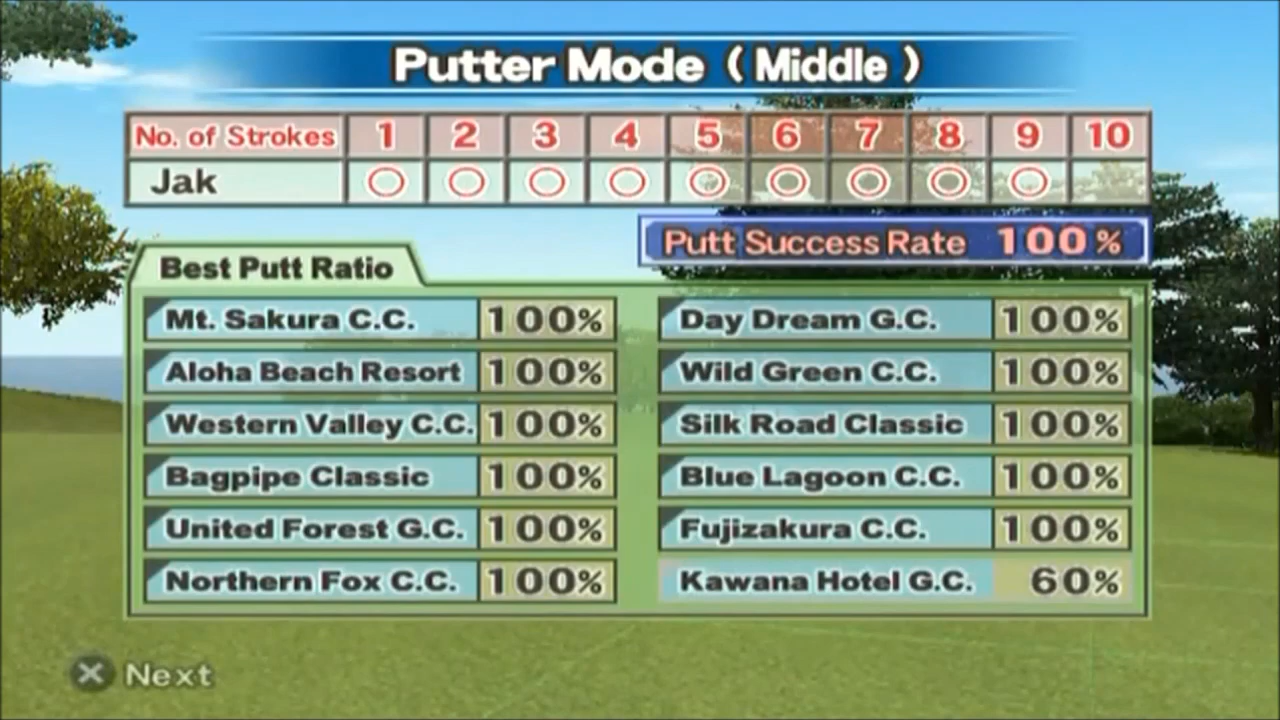 Putter Mode ( Middle )
No. of Strokes 1 2 3 4 5 6 7 8 9 10
Jak ○ ○ ○ ○ ○ ○ ○ ○ ○
Putt Success Rate 100 %
Best Putt Ratio
Mt. Sakura C.C. 100% Day Dream G.C. 100%
Aloha Beach Resort 100% Wild Green C.C. 100%
Western Valley C.C. 100% Silk Road Classic 100%
Bagpipe Classic 100% Blue Lagoon C.C. 100%
United Forest G.C. 100% Fujizakura C.C. 100%
Northern Fox C.C. 100% Kawana Hotel G.C. 60%
Next